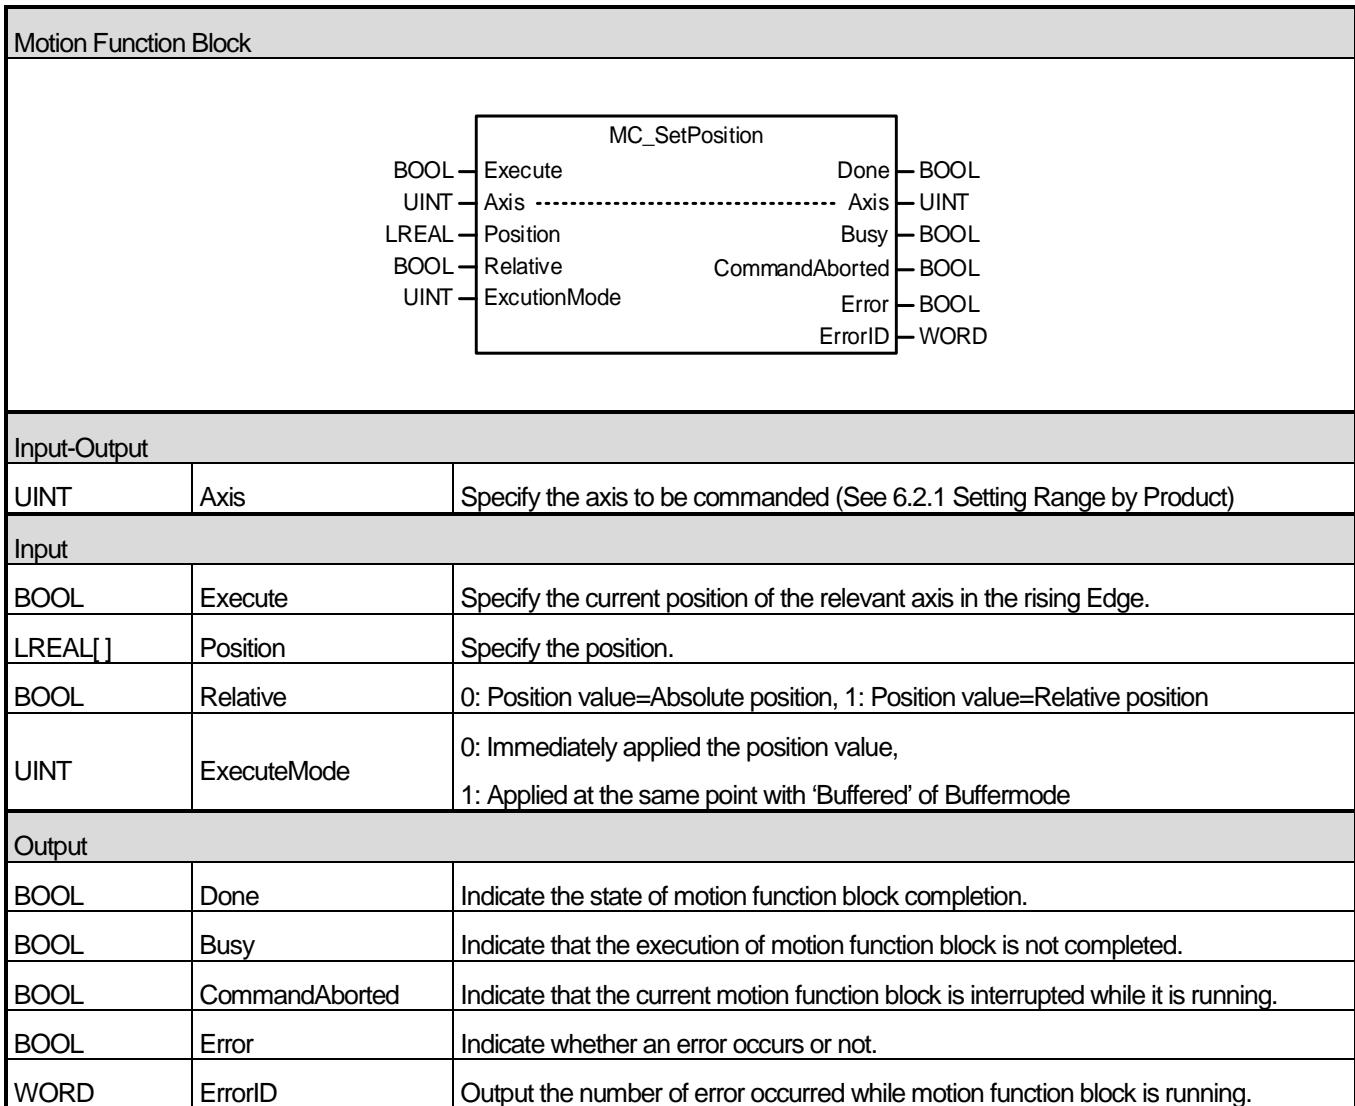 Motion Function Block
MC_SetPosition
BOOL Execute Done BOOL
UINT Axis Axis UINT
LREAL Position Busy BOOL
BOOL Relative CommandAborted BOOL
UINT ExcutionMode Error BOOL
ErrorID WORD
Input-Output
UINT Axis Specify the axis to be commanded (See 6.2.1 Setting Range by Product)
Input
BOOL Execute Specify the current position of the relevant axis in the rising Edge.
LREAL[ ] Position Specify the position.
BOOL Relative 0: Position value=Absolute position, 1: Position value=Relative position
UINT ExecuteMode 0: Immediately applied the position value,
1: Applied at the same point with ‘Buffered’ of Buffermode
Output
BOOL Done Indicate the state of motion function block completion.
BOOL Busy Indicate that the execution of motion function block is not completed.
BOOL CommandAborted Indicate that the current motion function block is interrupted while it is running.
BOOL Error Indicate whether an error occurs or not.
WORD ErrorID Output the number of error occurred while motion function block is running.